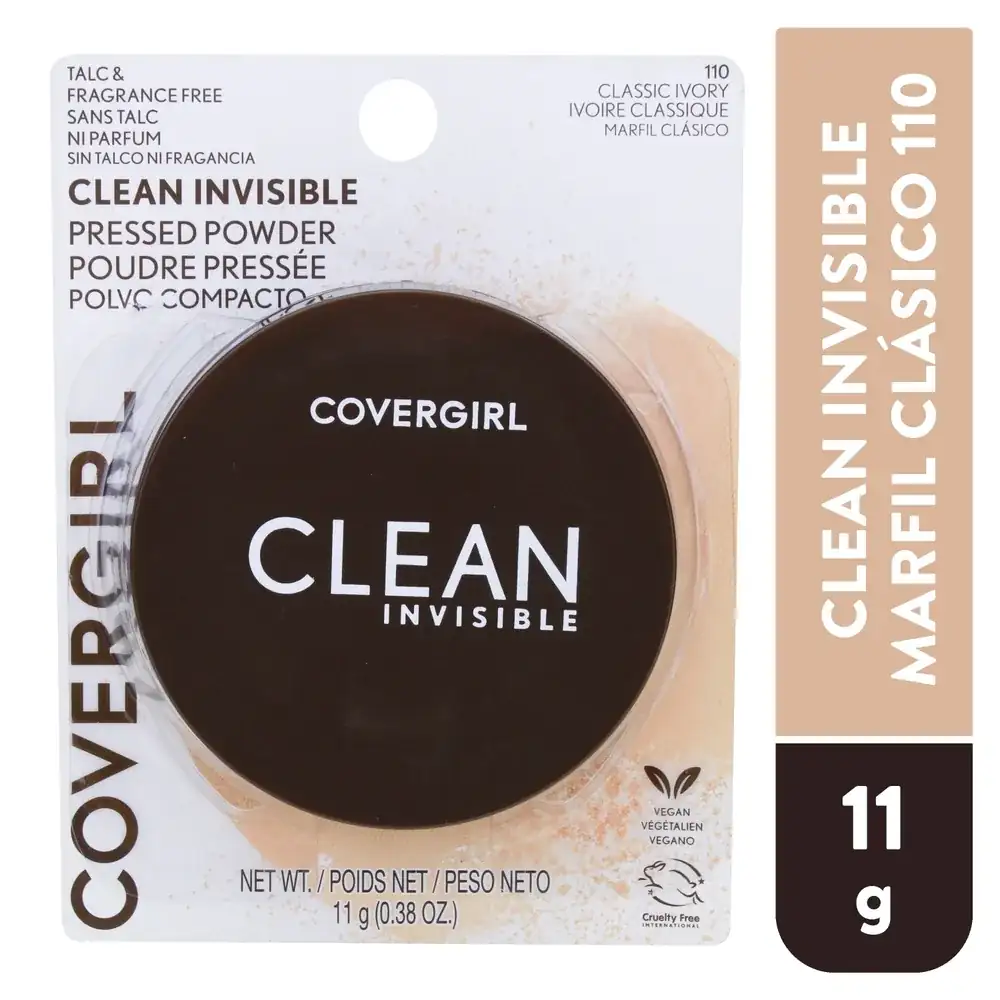 TALC &
FRAGRANCE FREE
SANS TALC
NI PARFUM
SIN TALCO NI FRAGANCIA
CLEAN INVISIBLE
PRESSED POWDER
POUDRE PRESSÉE
POLVO COMPACTO
110
CLASSIC IVORY
IVOIRE CLASSIQUE
MARFIL CLÁSICO
COVERGIRL
COVERGIRL
CLEAN
INVISIBLE
VEGAN
VÉGÉTALIEN
VEGANO
Cruelty Free
INTERNATIONAL
NET WT. / POIDS NET / PESO NETO
11 g (0.38 OZ.)
CLEAN INVISIBLE
MARFIL CLÁSICO 110
11
g